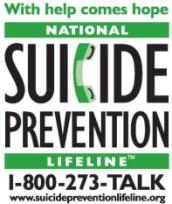 With help comes hope
NATIONAL
SUICIDE
PREVENTION
LIFELINE™
1-800-273-TALK
www.suicidepreventionlifeline.org